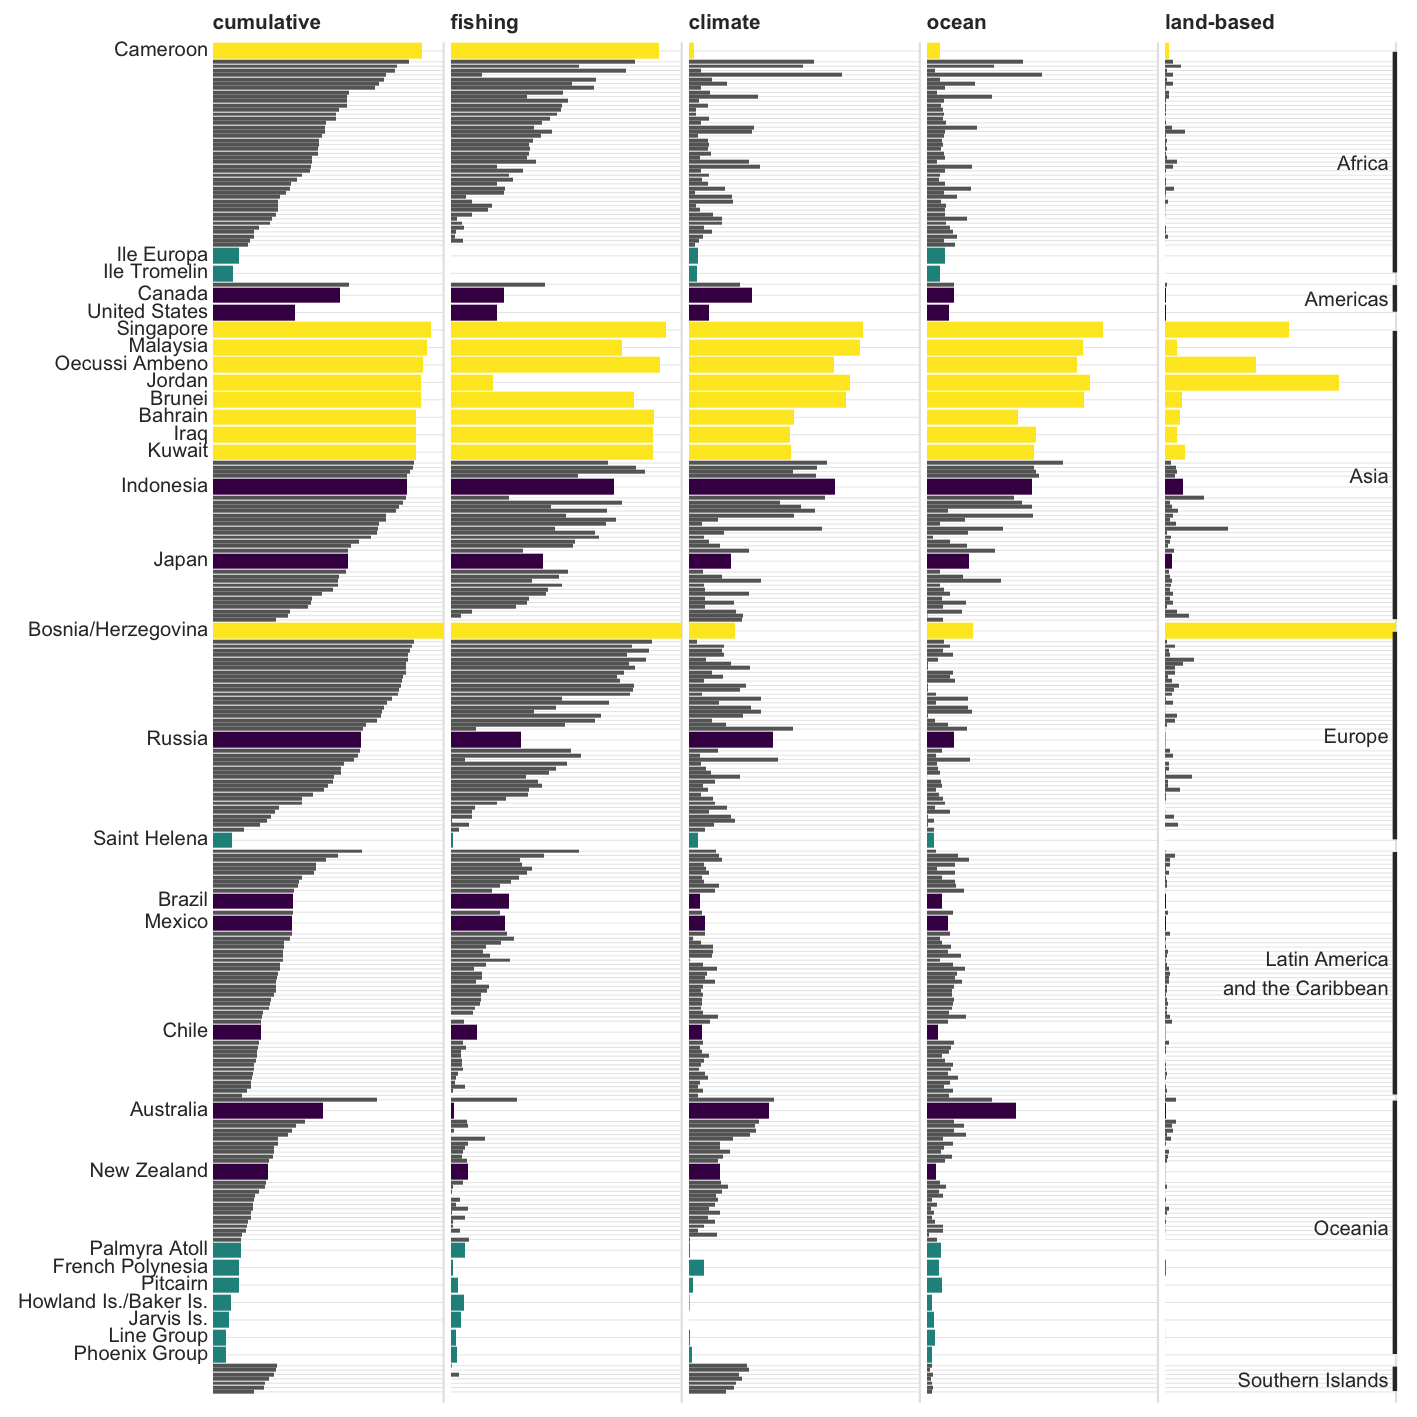 cumulative fishing climate ocean land-based
Cameroon
Africa
Ile Europa
Ile Tromelin
Canada
Americas
United States
Singapore
Malaysia
Oecussi Ambeno
Jordan
Brunei
Bahrain
Iraq
Kuwait
Asia
Indonesia
Japan
Bosnia/Herzegovina
Russia
Europe
Saint Helena
Brazil
Mexico
Latin America
and the Caribbean
Chile
Australia
New Zealand
Oceania
Palmyra Atoll
French Polynesia
Pitcairn
Howland Is./Baker Is.
Jarvis Is.
Line Group
Phoenix Group
Southern Islands